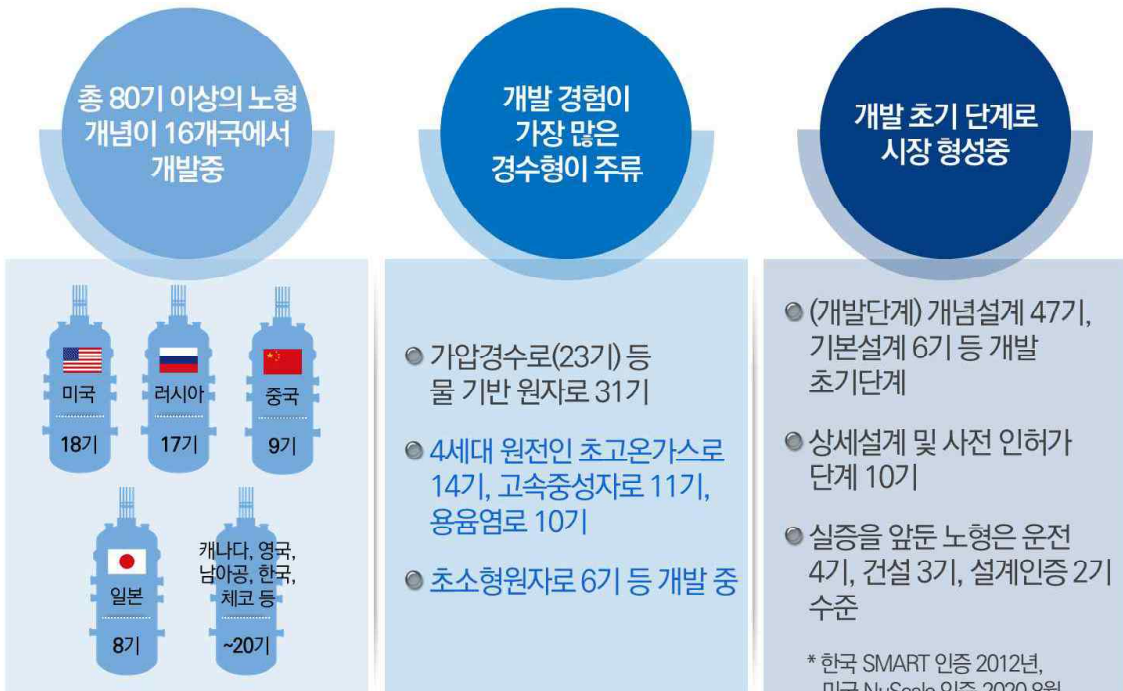 총 80기 이상의 노형
개념이 16개국에서
개발중
미국
18기
러시아
17기
중국
9기
일본
8기
캐나다, 영국,
남아공, 한국,
체코 등
~20기
개발 경험이
가장 많은
경수형이 주류
가압경수로(23기) 등
물 기반 원자로 31기
4세대 원전인 초고온가스로
14기, 고속중성자로 11기,
용융염로 10기
초소형원자로 6기 등 개발 중
개발 초기 단계로
시장 형성중
(개발단계) 개념설계 47기,
기본설계 6기 등 개발
초기단계
상세설계 및 사전 인허가
단계 10기
실증을 앞둔 노형은 운전
4기, 건설 3기, 설계인증 2기
수준
* 한국 SMART 인증 2012년,
미국 NuScale 인증 2020.9월